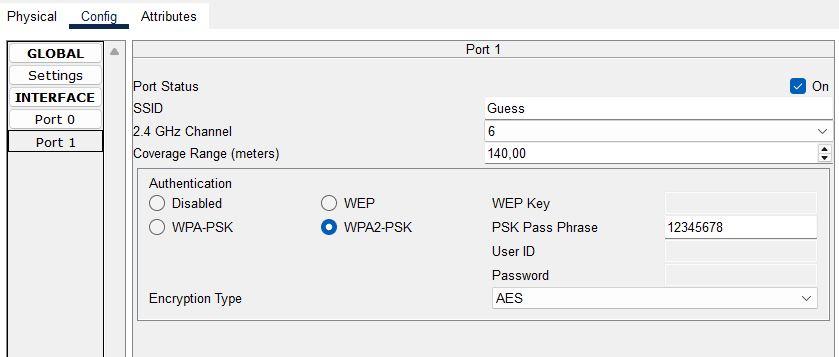 Physical Config Attributes
GLOBAL
Settings
INTERFACE
Port 0
Port 1
Port 1
Port Status On
SSID Guess
2.4 GHz Channel 6
Coverage Range (meters) 140,00
Authentication
Disabled WEP WEP Key
WPA-PSK WPA2-PSK PSK Pass Phrase 12345678
User ID
Password
Encryption Type AES